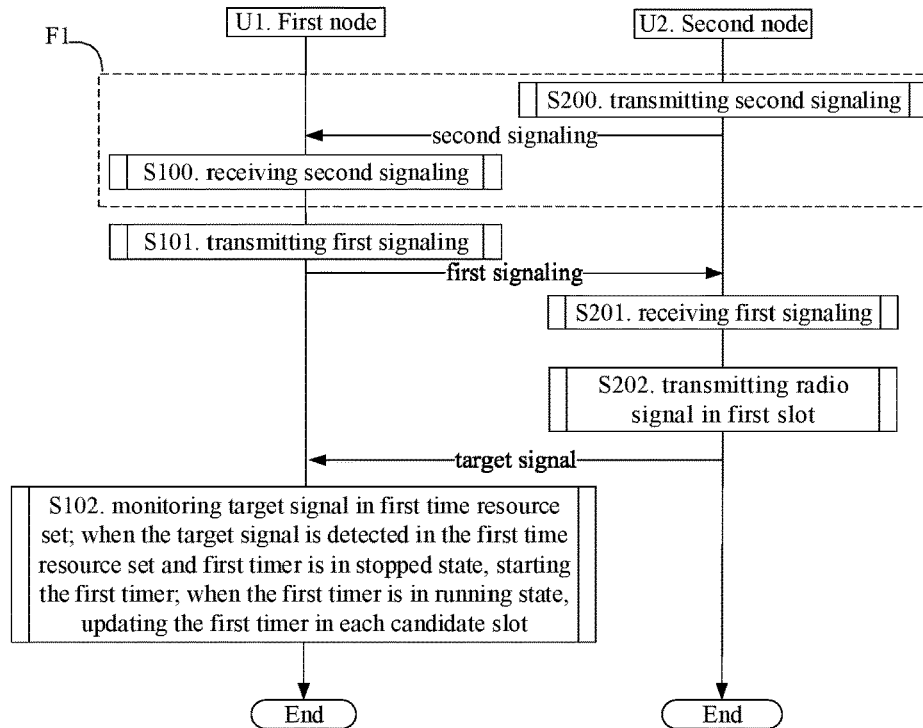 U1. First node
U2. Second node
F1
S200. transmitting second signaling
second signaling
S100. receiving second signaling
S101. transmitting first signaling
first signaling
S201. receiving first signaling
S202. transmitting radio
signal in first slot
target signal
S102. monitoring target signal in first time resource
set; when the target signal is detected in the first time
resource set and first timer is in stopped state, starting
the first timer; when the first timer is in running state,
updating the first timer in each candidate slot
End
End